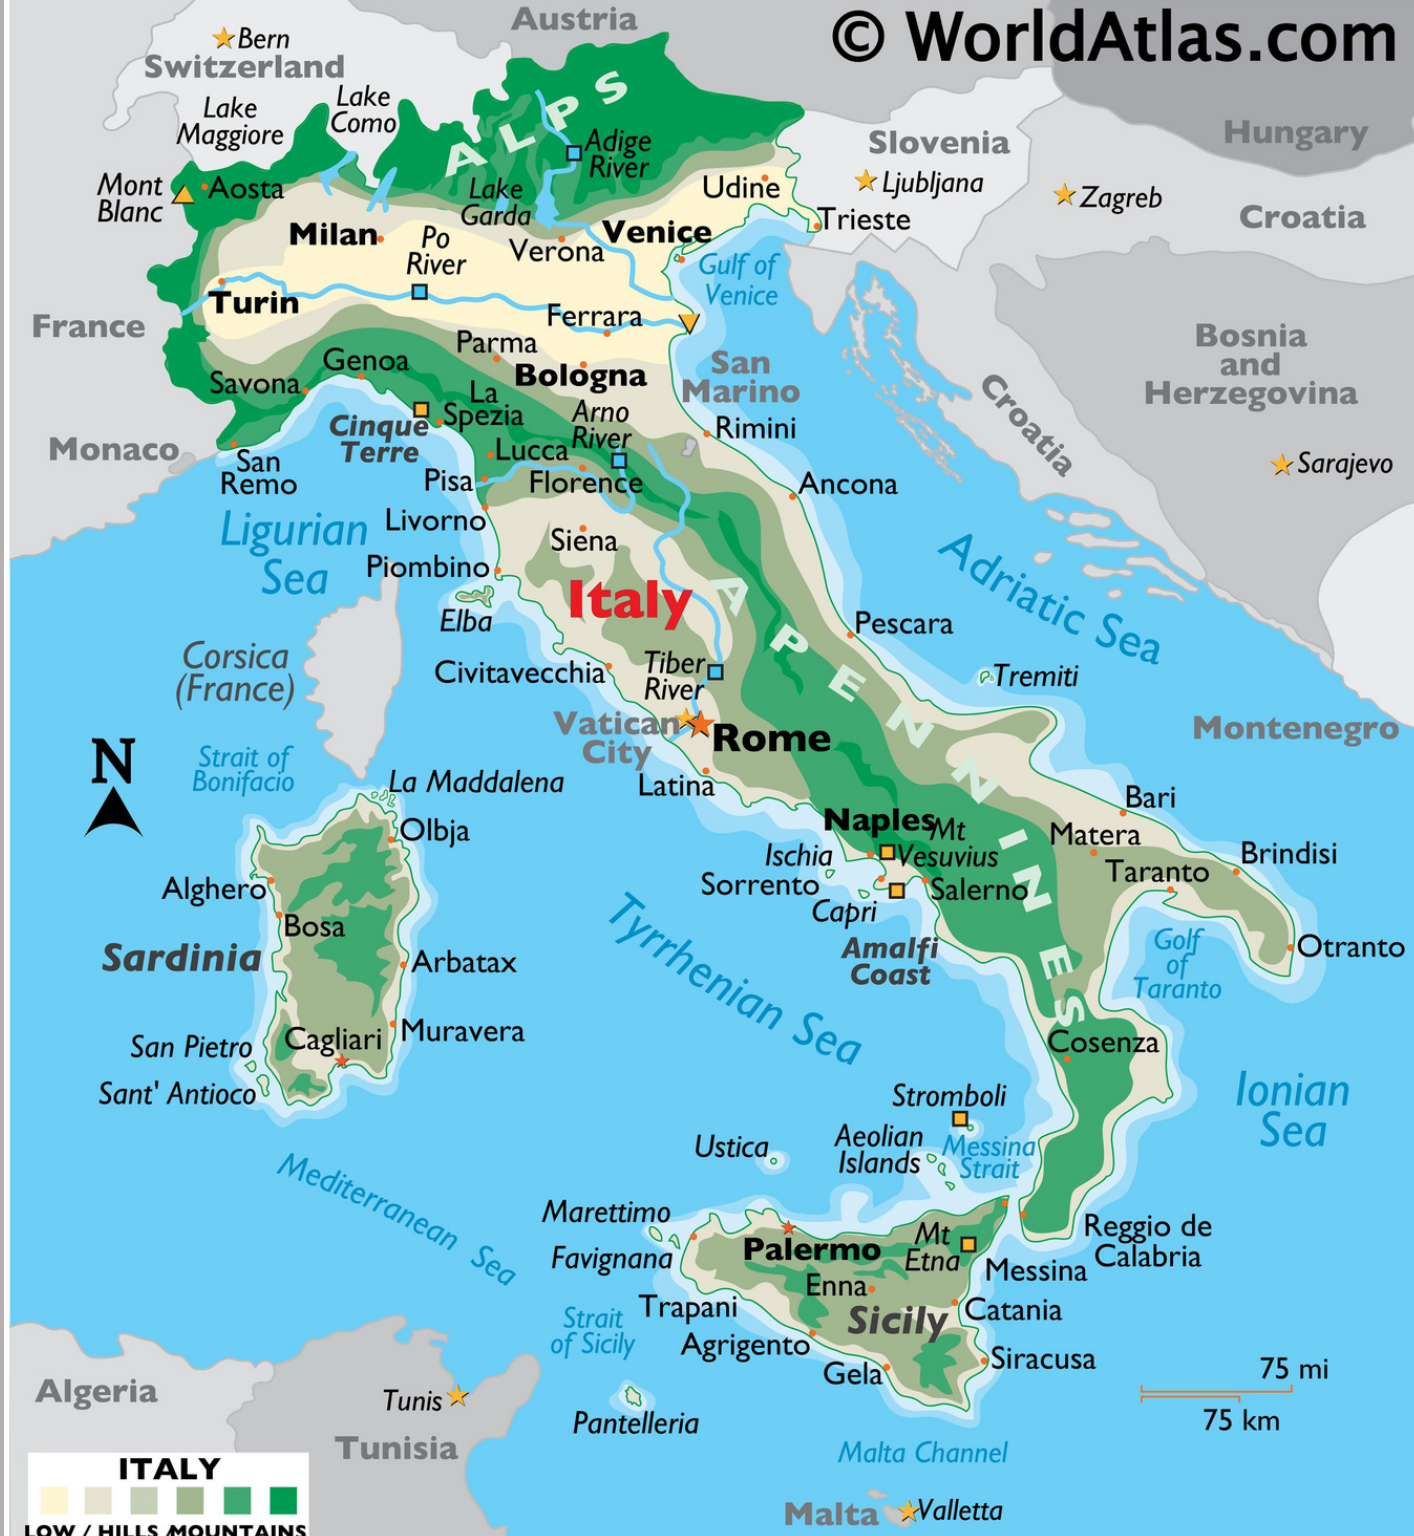 © WorldAtlas.com
Austria
Bern
Switzerland
Lake
Maggiore
Lake
Como
ALPS
Adige
River
Hungary
Slovenia
Ljubljana
Zagreb
Croatia
Mont
Blanc
Aosta
Lake
Garda
Udine
Trieste
Milan
Po
River
Verona
Venice
Gulf of
Venice
Turin
France
Ferrara
Parma
Bologna
San
Marino
Bosnia
and
Herzegovina
Croatia
Genoa
Savona
La
Spezia
Arno
River
Cinque
Terre
Rimini
Monaco
San
Remo
Lucca
Pisa
Florence
Sarajevo
Ancona
Livorno
Ligurian
Sea
Siena
Piombino
Italy
Elba
Adriatic Sea
APENNINES
Pescara
Corsica
(France)
Civitavecchia
Tiber
River
Tremiti
Vatican
City
Rome
Montenegro
N
Strait of
Bonifacio
La Maddalena
Latina
Olbja
Naples
Mt
Vesuvius
Bari
Matera
Ischia
Brindisi
Taranto
Sorrento
Salerno
Capri
Alghero
Bosa
Sardinia
Arbatax
Amalfi
Coast
Golf
of
Taranto
Otranto
Tyrrhenian Sea
San Pietro
Cagliari
Muravera
Sant' Antioco
Cosenza
Stromboli
Ionian
Sea
Ustica
Aeolian
Islands
Messina
Strait
Mediterranean Sea
Marettimo
Favignana
Palermo
Mt
Etna
Reggio de
Calabria
Messina
Enna
Trapani
Sicily
Catania
Strait
of Sicily
Agrigento
Gela
Siracusa
75 mi
75 km
Algeria
Tunis
Tunisia
Pantelleria
Malta Channel
Malta
Valletta
ITALY
LOW / HILLS MOUNTAINS